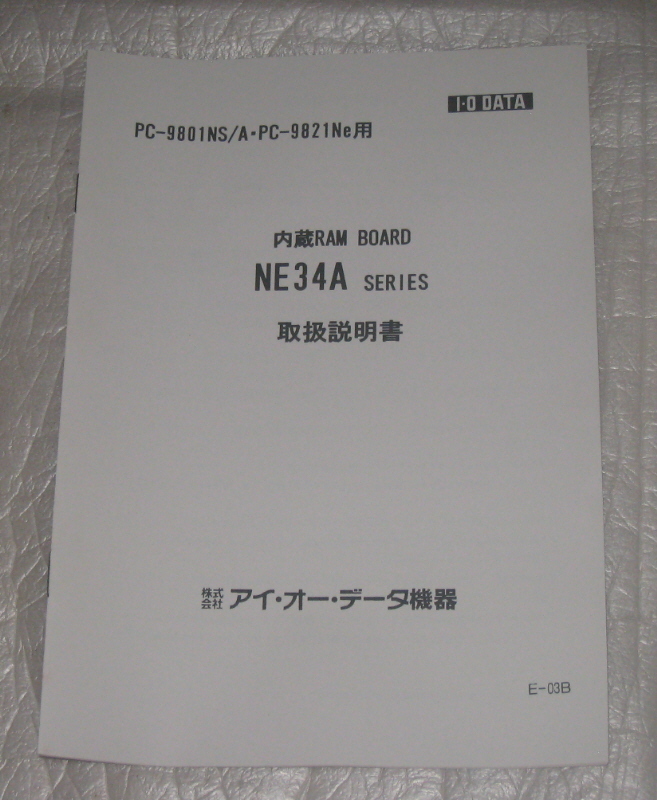 I·O DATA
PC-9801NS/A・PC-9821Ne用
内蔵RAM BOARD
NE34A SERIES
取扱説明書
株式会社 アイ・オー・データ機器
E-03B